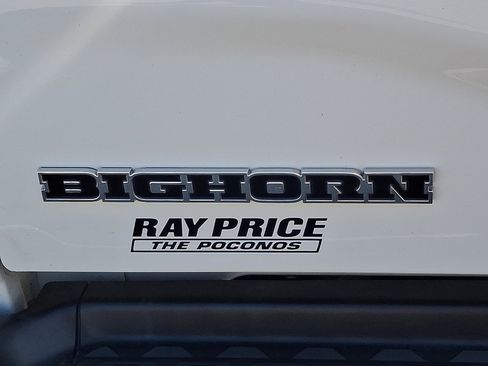 BIGHORN
RAY PRICE
THE POCONOS